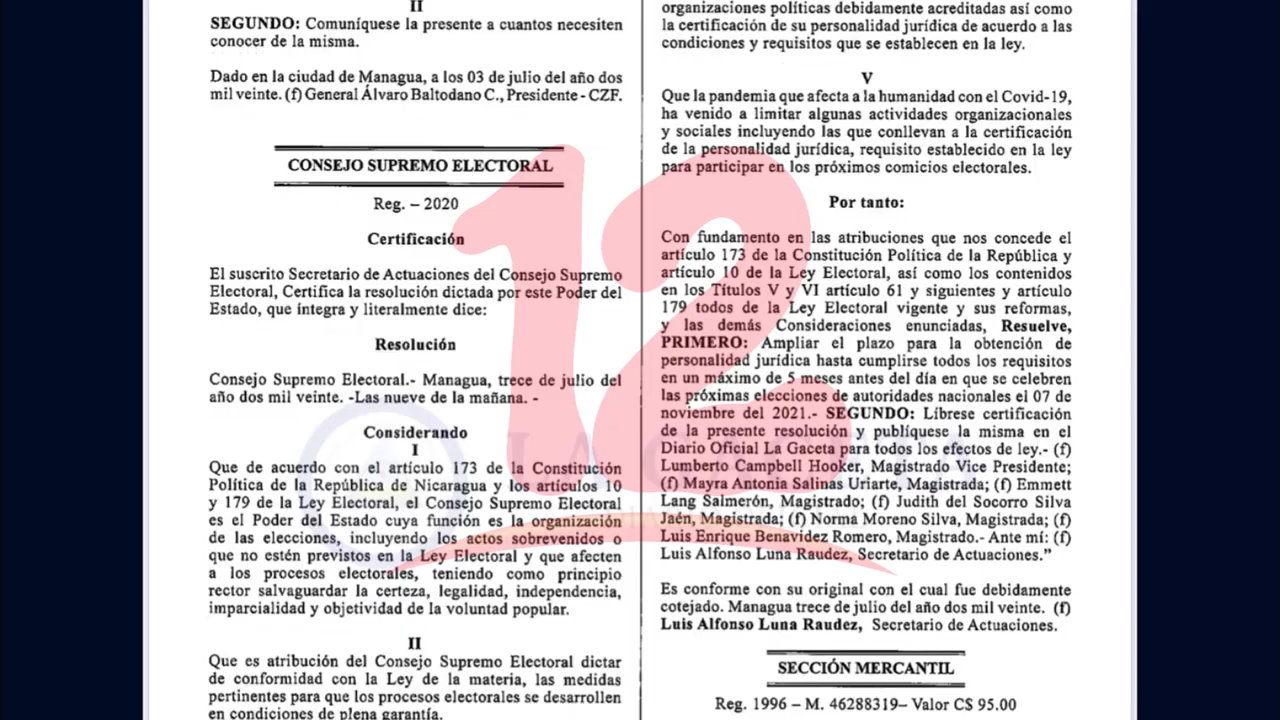 II
SEGUNDO: Comuníquese la presente a cuantos necesiten
conocer de la misma.
Dado en la ciudad de Managua, a los 03 de julio del año dos
mil veinte. (f) General Álvaro Baltodano C., Presidente - CZF.
CONSEJO SUPREMO ELECTORAL
Reg. – 2020
Certificación
El suscrito Secretario de Actuaciones del Consejo Supremo
Electoral, Certifica la resolución dictada por este Poder del
Estado, que íntegra y literalmente dice:
Resolución
Consejo Supremo Electoral.- Managua, trece de julio del
año dos mil veinte. -Las nueve de la mañana. -
Considerando
I
Que de acuerdo con el artículo 173 de la Constitución
Política de la República de Nicaragua y los artículos 10
y 179 de la Ley Electoral, el Consejo Supremo Electoral
es el Poder del Estado cuya función es la organización
de las elecciones, incluyendo los actos sobrevenidos o
que no estén previstos en la Ley Electoral y que afecten
a los procesos electorales, teniendo como principio
rector salvaguardar la certeza, legalidad, independencia,
imparcialidad y objetividad de la voluntad popular.
II
Que es atribución del Consejo Supremo Electoral dictar
de conformidad con la Ley de la materia, las medidas
pertinentes para que los procesos electorales se desarrollen
en condiciones de plena garantía.
organizaciones políticas debidamente acreditadas así como
la certificación de su personalidad jurídica de acuerdo a las
condiciones y requisitos que se establecen en la ley.
V
Que la pandemia que afecta a la humanidad con el Covid-19,
ha venido a limitar algunas actividades organizacionales
y sociales incluyendo las que conllevan a la certificación
de la personalidad jurídica, requisito establecido en la ley
para participar en los próximos comicios electorales.
Por tanto:
Con fundamento en las atribuciones que nos concede el
artículo 173 de la Constitución Política de la República y
artículo 10 de la Ley Electoral, así como los contenidos
en los Títulos V y VI artículo 61 y siguientes y artículo
179 todos de la Ley Electoral vigente y sus reformas,
y las demás Consideraciones enunciadas, Resuelve,
PRIMERO: Ampliar el plazo para la obtención de
personalidad jurídica hasta cumplirse todos los requisitos
en un máximo de 5 meses antes del día en que se celebren
las próximas elecciones de autoridades nacionales el 07 de
noviembre del 2021.- SEGUNDO: Líbrese certificación
de la presente resolución y publíquese la misma en el
Diario Oficial La Gaceta para todos los efectos de ley.- (f)
Lumberto Campbell Hooker, Magistrado Vice Presidente;
(f) Mayra Antonia Salinas Uriarte, Magistrada; (f) Emmett
Lang Salmerón, Magistrado; (f) Judith del Socorro Silva
Jaén, Magistrada; (f) Norma Moreno Silva, Magistrada; (f)
Luis Enrique Benavidez Romero, Magistrado.- Ante mí: (f)
Luis Alfonso Luna Raudez, Secretario de Actuaciones."
Es conforme con su original con el cual fue debidamente
cotejado. Managua trece de julio del año dos mil veinte. (f)
Luis Alfonso Luna Raudez, Secretario de Actuaciones.
SECCIÓN MERCANTIL
Reg. 1996 – M. 46288319– Valor C$ 95.00
12